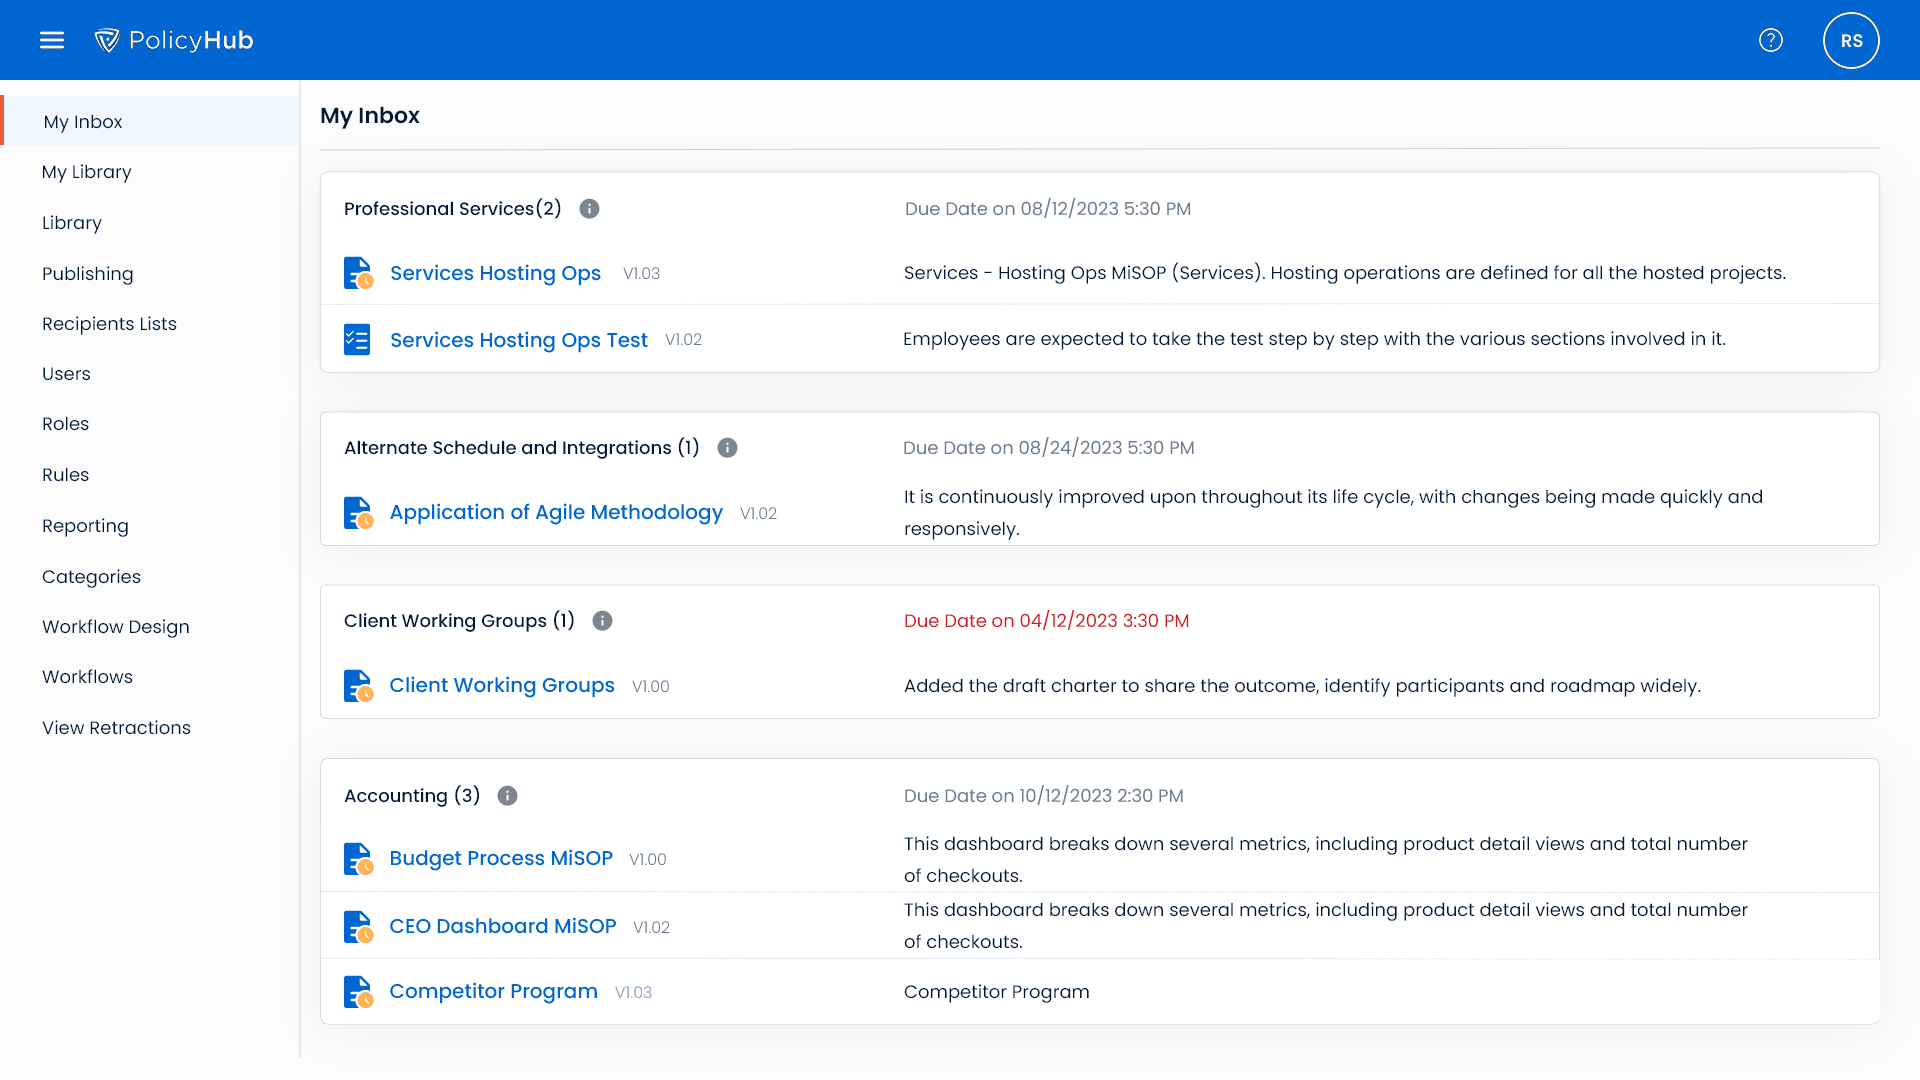 PolicyHub
RS
My Inbox
My Library
Library
Publishing
Recipients Lists
Users
Roles
Rules
Reporting
Categories
Workflow Design
Workflows
View Retractions
My Inbox
Professional Services(2)
Due Date on 08/12/2023 5:30 PM
Services Hosting Ops V1.03
Services - Hosting Ops MiSOP (Services). Hosting operations are defined for all the hosted projects.
Services Hosting Ops Test V1.02
Employees are expected to take the test step by step with the various sections involved in it.
Alternate Schedule and Integrations (1)
Due Date on 08/24/2023 5:30 PM
Application of Agile Methodology V1.02
It is continuously improved upon throughout its life cycle, with changes being made quickly and
responsively.
Client Working Groups (1)
Due Date on 04/12/2023 3:30 PM
Client Working Groups V1.00
Added the draft charter to share the outcome, identify participants and roadmap widely.
Accounting (3)
Due Date on 10/12/2023 2:30 PM
Budget Process MiSOP V1.00
This dashboard breaks down several metrics, including product detail views and total number
of checkouts.
CEO Dashboard MiSOP V1.02
This dashboard breaks down several metrics, including product detail views and total number
of checkouts.
Competitor Program V1.03
Competitor Program